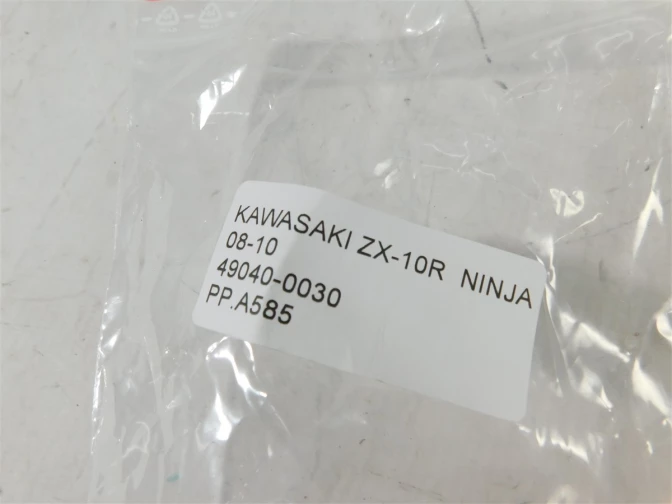 KAWASAKI ZX-10R NINJA
08-10
49040-0030
PP.A585